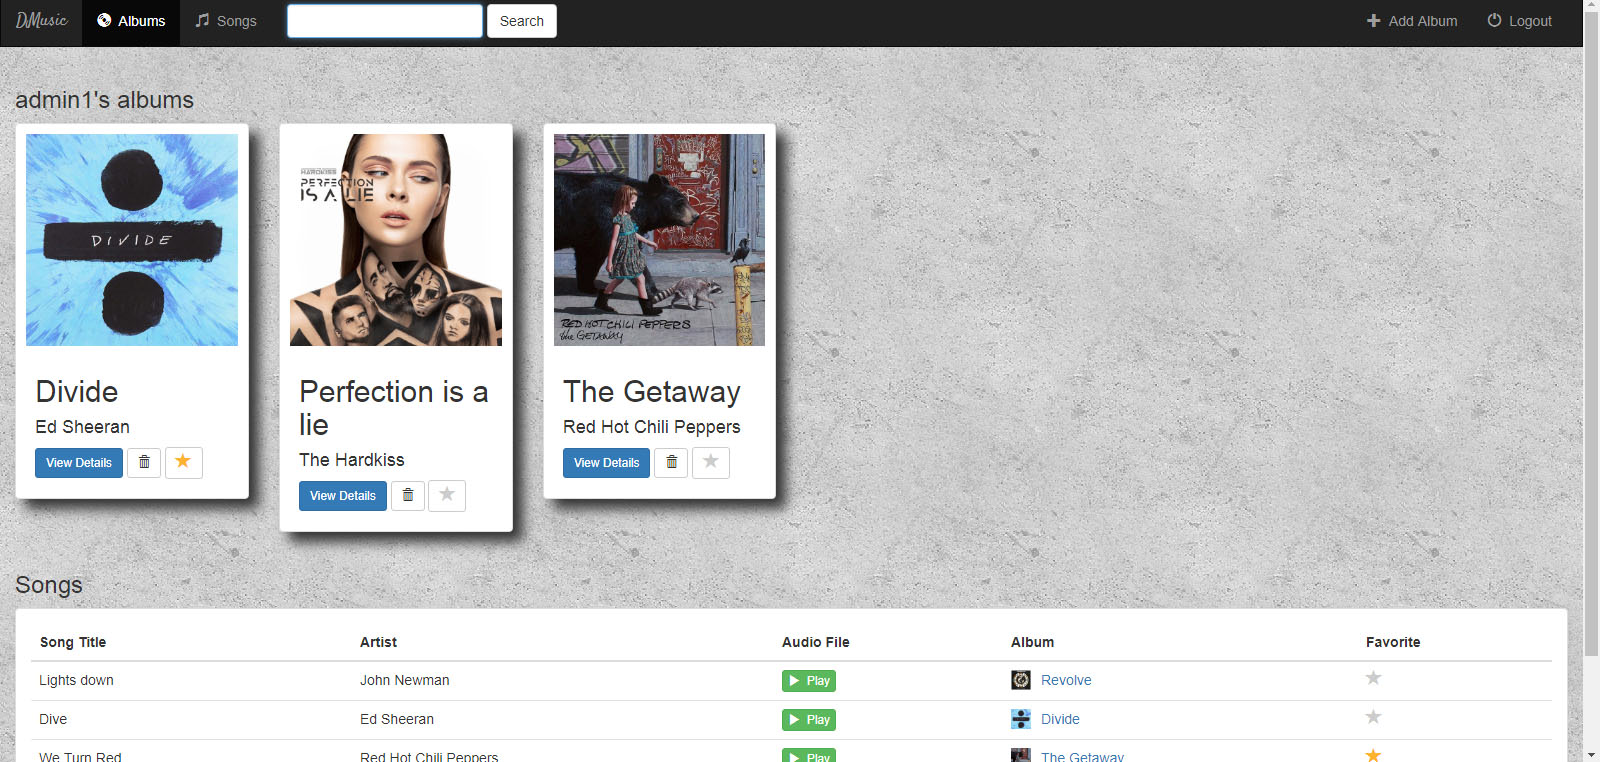 DMusic Albums Songs Search Add Album Logout
admin1's albums
HARDKISS
PERFECTION
IS A LIE
DIVIDE
RED HOT CHILI PEPPERS
the GETAWAY
Divide
Ed Sheeran
View Details
Perfection is a
lie
The Hardkiss
View Details
The Getaway
Red Hot Chili Peppers
View Details
Songs
Song Title Artist Audio File Album Favorite
Lights down John Newman Play Revolve
Dive Ed Sheeran Play Divide
We Turn Red Red Hot Chili Peppers Play The Getaway